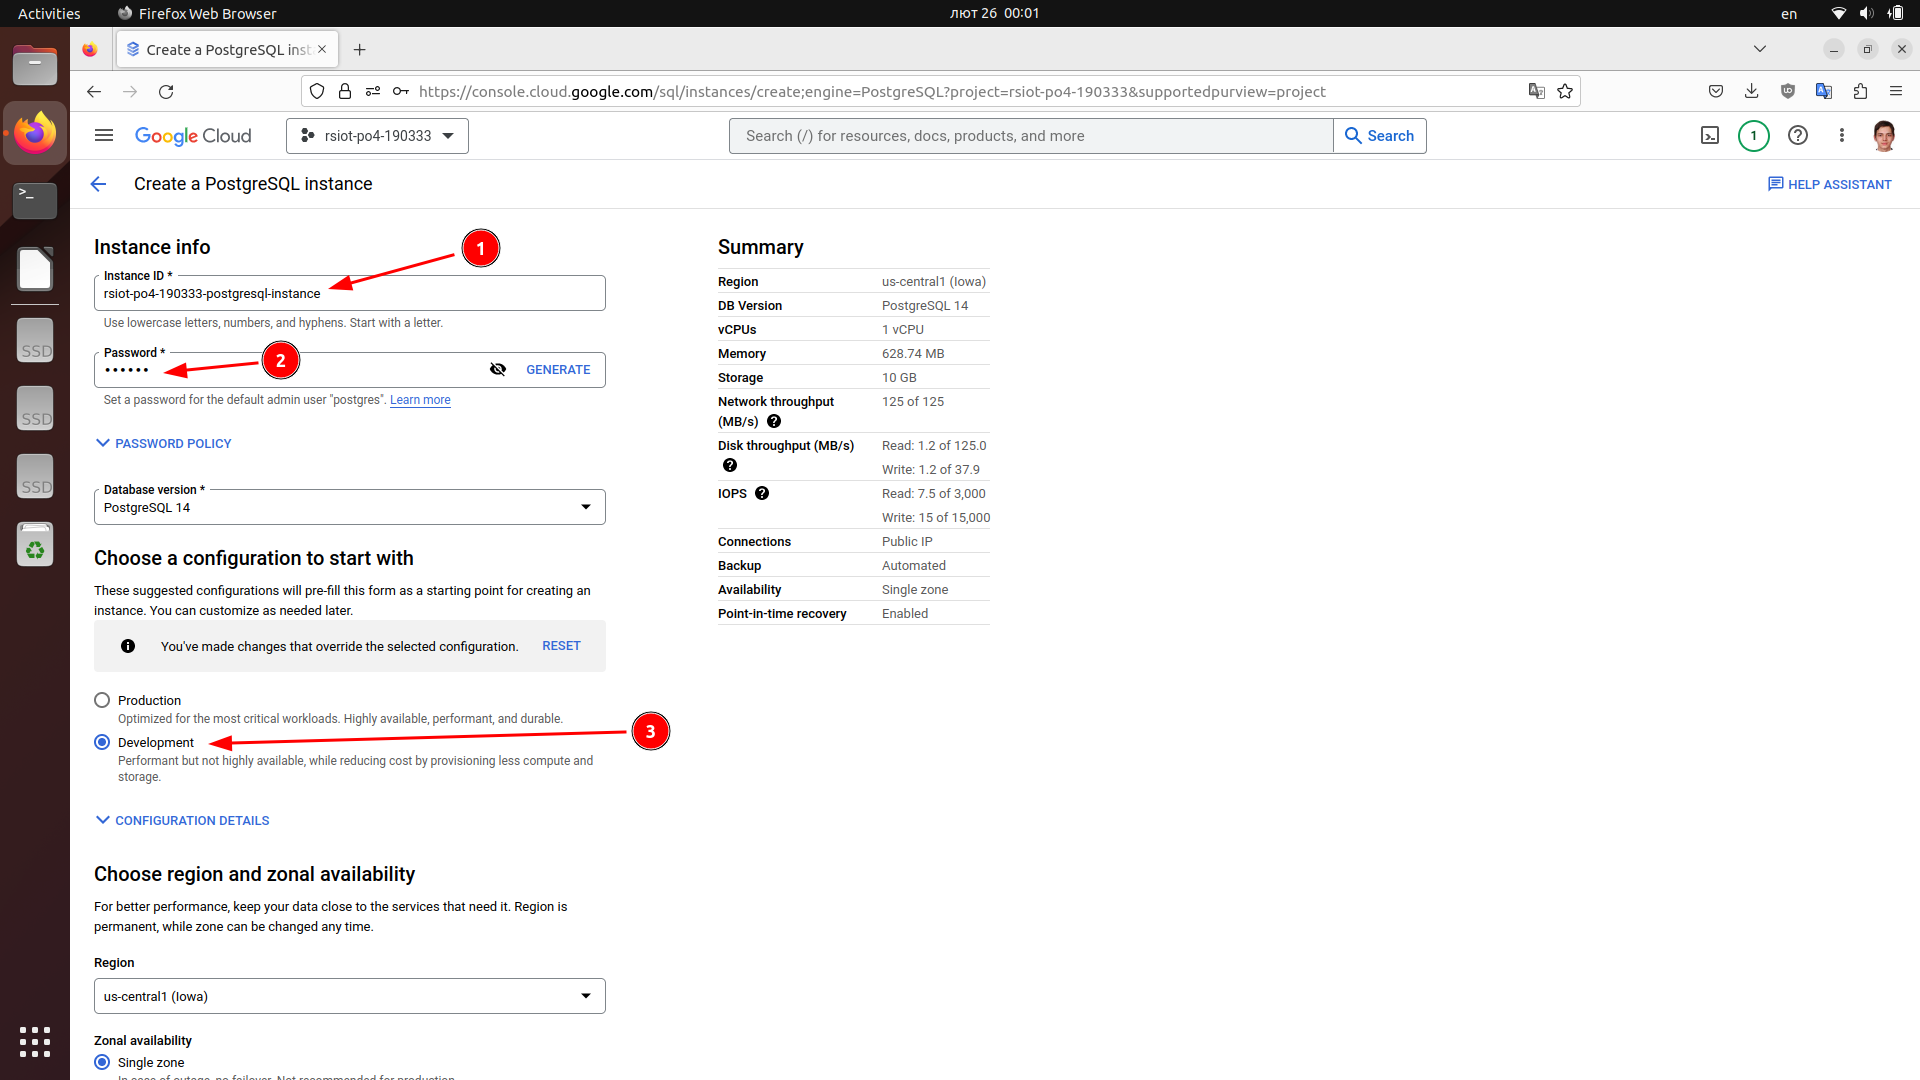 Activities
Firefox Web Browser
лют 26 00:01
en
Create a PostgreSQL inst
https://console.cloud.google.com/sql/instances/create;engine=PostgreSQL?project=rsiot-po4-190333&supportedpurview=project
Google Cloud
rsiot-po4-190333
Search (/) for resources, docs, products, and more
Search
1
Create a PostgreSQL instance
HELP ASSISTANT
Instance info
1
Instance ID *
rsiot-po4-190333-postgresql-instance
Use lowercase letters, numbers, and hyphens. Start with a letter.
Password *
••••••
2
GENERATE
Set a password for the default admin user "postgres". Learn more
PASSWORD POLICY
Database version *
PostgreSQL 14
Choose a configuration to start with
These suggested configurations will pre-fill this form as a starting point for creating an
instance. You can customize as needed later.
You've made changes that override the selected configuration.
RESET
Production
Optimized for the most critical workloads. Highly available, performant, and durable.
Development
3
Performant but not highly available, while reducing cost by provisioning less compute and
storage.
CONFIGURATION DETAILS
Choose region and zonal availability
For better performance, keep your data close to the services that need it. Region is
permanent, while zone can be changed any time.
Region
us-central1 (Iowa)
Zonal availability
Single zone
In case of outage, no failover. Not recommended for production.
Summary
Region us-central1 (Iowa)
DB Version PostgreSQL 14
vCPUs 1 vCPU
Memory 628.74 MB
Storage 10 GB
Network throughput 125 of 125
(MB/s)
Disk throughput (MB/s) Read: 1.2 of 125.0
Write: 1.2 of 37.9
IOPS Read: 7.5 of 3,000
Write: 15 of 15,000
Connections Public IP
Backup Automated
Availability Single zone
Point-in-time recovery Enabled
SSD
SSD
SSD